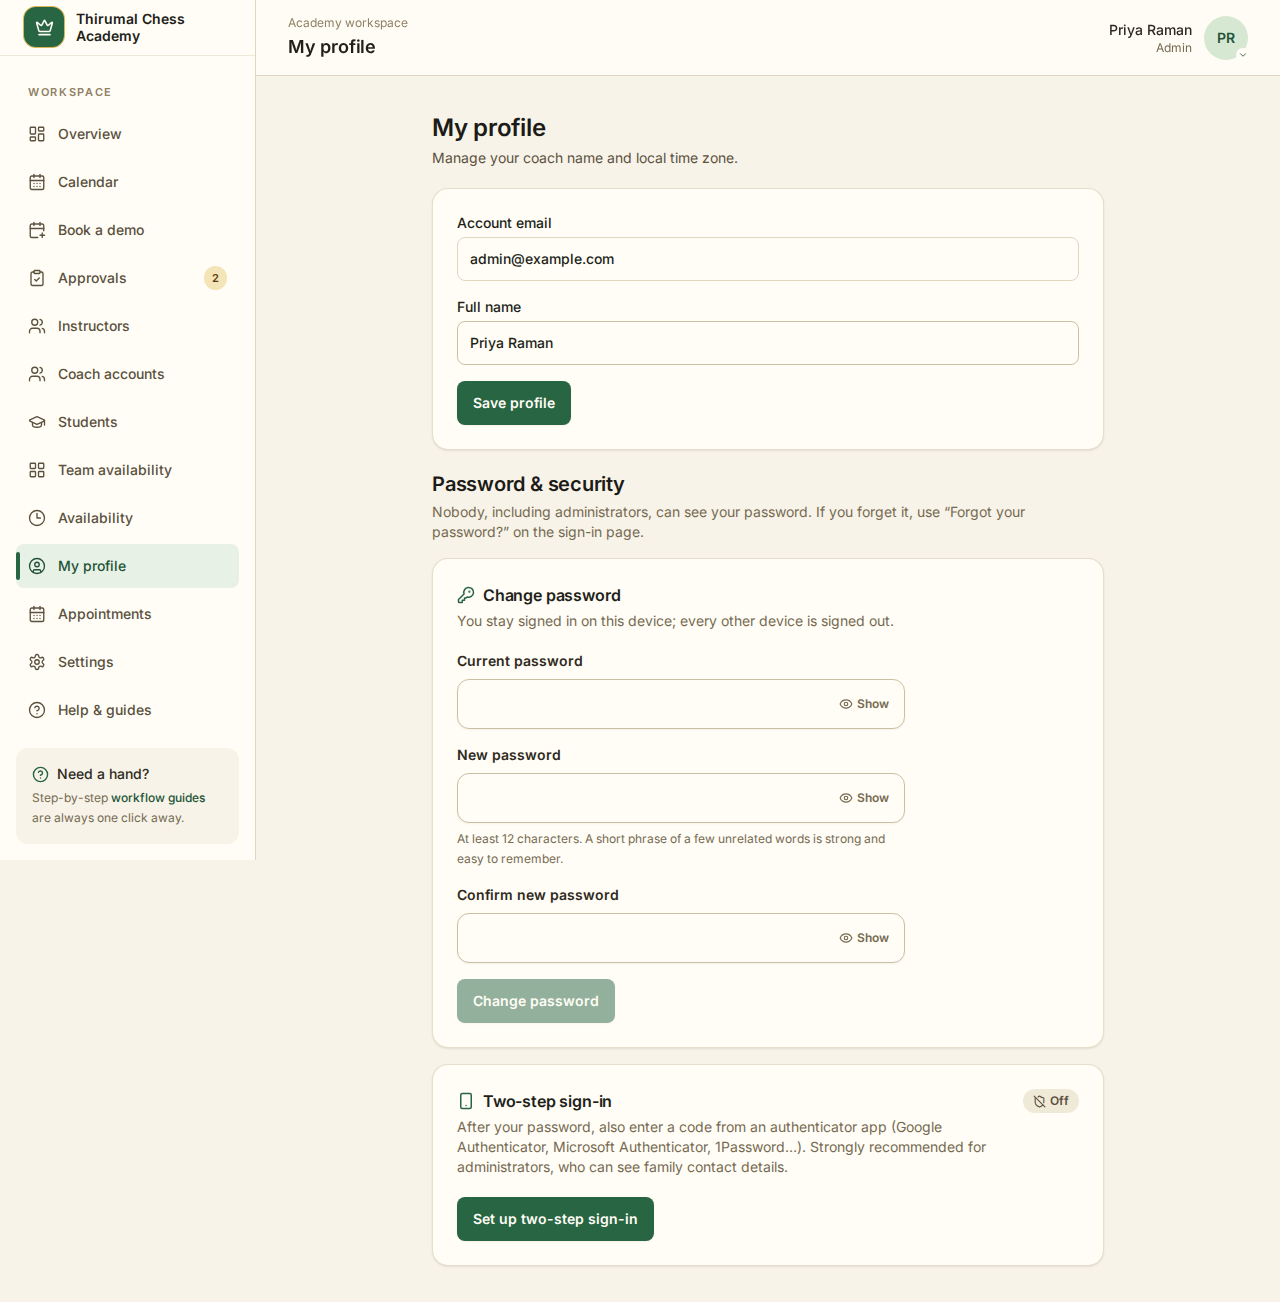 Thirumal Chess
Academy
Academy workspace
My profile
Priya Raman
Admin
PR
WORKSPACE
Overview
Calendar
Book a demo
Approvals
2
Instructors
Coach accounts
Students
Team availability
Availability
My profile
Appointments
Settings
Help & guides
Need a hand?
Step-by-step workflow guides
are always one click away.
My profile
Manage your coach name and local time zone.
Account email
admin@example.com
Full name
Priya Raman
Save profile
Password & security
Nobody, including administrators, can see your password. If you forget it, use “Forgot your
password?” on the sign-in page.
Change password
You stay signed in on this device; every other device is signed out.
Current password
Show
New password
Show
At least 12 characters. A short phrase of a few unrelated words is strong and
easy to remember.
Confirm new password
Show
Change password
Two-step sign-in
Off
After your password, also enter a code from an authenticator app (Google
Authenticator, Microsoft Authenticator, 1Password…). Strongly recommended for
administrators, who can see family contact details.
Set up two-step sign-in